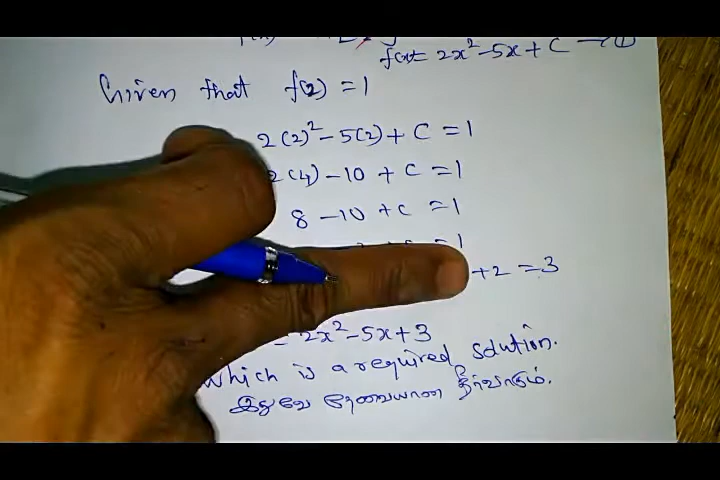 f(x)= 2x²-5x + C —①
Given that f(2) = 1
2(2)² - 5(2) + C = 1
2(4) - 10 + C = 1
8 - 10 + C = 1
= 1
+2 = 3
= 2x² - 5x + 3
which is a required solution.
இதுவே தேவையான தீர்வாகும்.